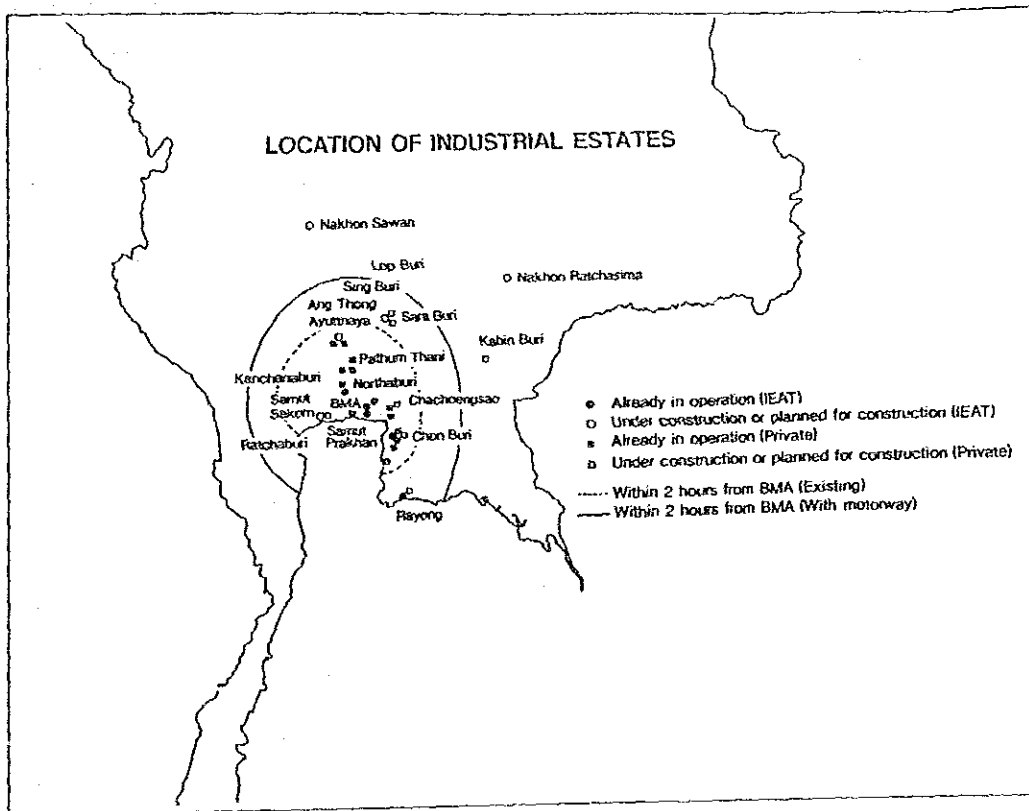 LOCATION OF INDUSTRIAL ESTATES
Nakhon Sawan
Lop Buri
Nakhon Ratchasima
Sing Buri
Ang Thong
Sara Buri
Ayutthaya
Kabin Buri
Pathum Thani
Kanchanaburi
Northaburi
Samut
Sakorn
BMA
Chachoengsao
Samut
Prakhan
Chon Buri
Ratchaburi
Rayong
Already in operation (IEAT)
Under construction or planned for construction (IEAT)
Already in operation (Private)
Under construction or planned for construction (Private)
Within 2 hours from BMA (Existing)
Within 2 hours from BMA (With motorway)